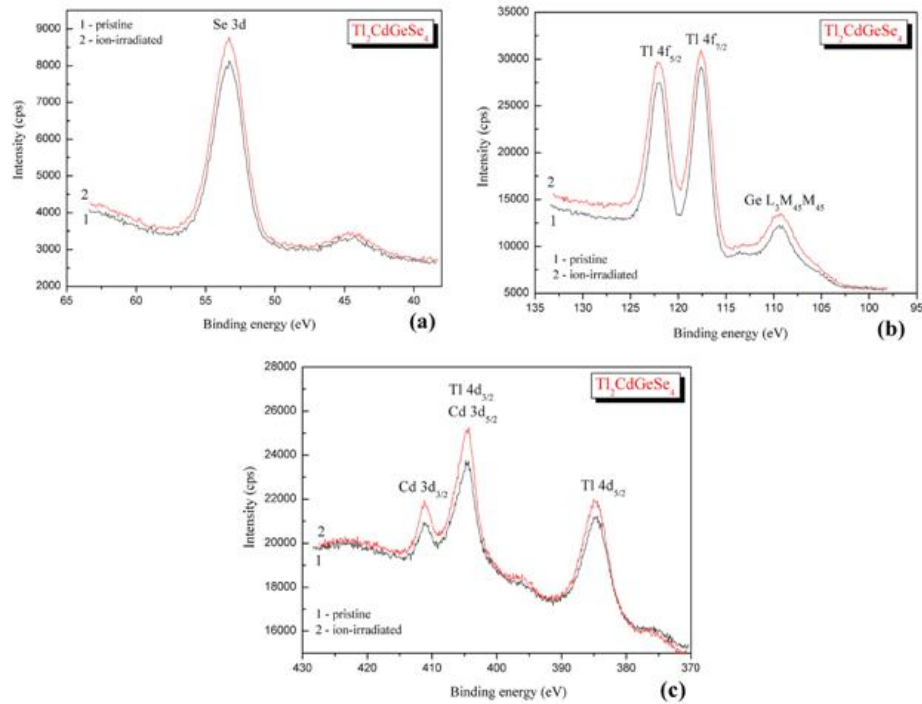 Se 3d
1 - pristine
2 - ion-irradiated
Tl₂CdGeSe₄
9000
8000
7000
6000
5000
4000
3000
2000
Intensity (cps)
2
1
65 60 55 50 45 40
Binding energy (eV)
(a)
35000
30000
25000
20000
15000
10000
5000
Intensity (cps)
Tl 4f₅/₂
Tl 4f₇/₂
Tl₂CdGeSe₄
Ge L₃M₄₅M₄₅
2
1
1 - pristine
2 - ion-irradiated
135 130 125 120 115 110 105 100 95
Binding energy (eV)
(b)
28000
26000
24000
22000
20000
18000
16000
Intensity (cps)
Tl 4d₃/₂
Cd 3d₅/₂
Cd 3d₃/₂
Tl 4d₅/₂
Tl₂CdGeSe₄
2
1
1 - pristine
2 - ion-irradiated
430 420 410 400 390 380 370
Binding energy (eV)
(c)